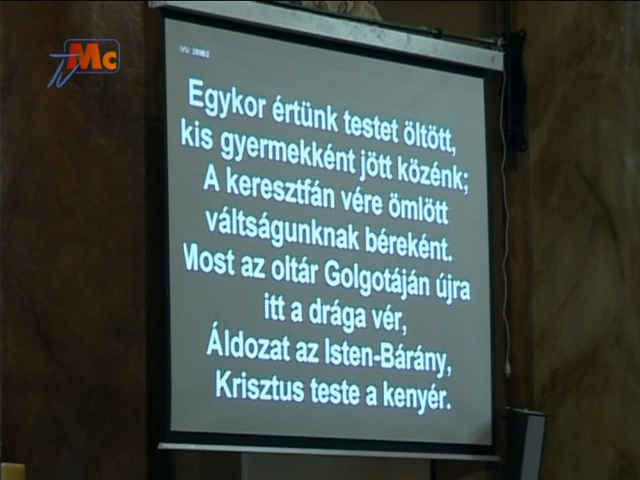 TV Mc
Egykor értünk testet öltött,
kis gyermekként jött közénk;
A keresztfán vére ömlött
váltságunknak béreként.
Most az oltár Golgotáján újra
itt a drága vér,
Áldozat az Isten-Bárány,
Krisztus teste a kenyér.